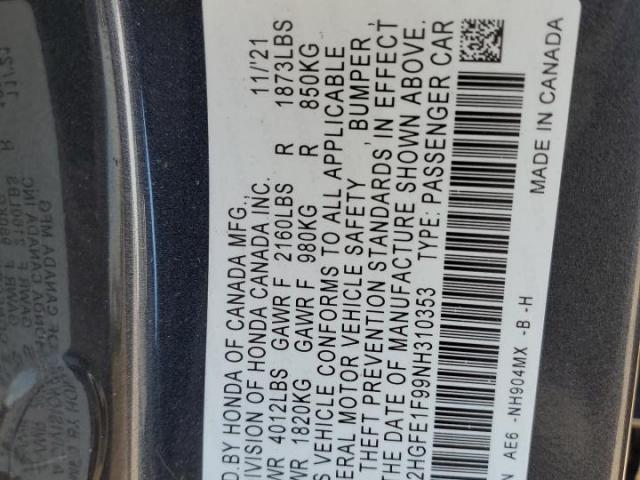 D.BY HONDA OF CANADA MFG., 11/'21
VISION OF HONDA CANADA INC.
WR 4012LBS GAWR F 2160LBS R 1873LBS
WR 1820KG GAWR F 980KG R 850KG
S VEHICLE CONFORMS TO ALL APPLICABLE
ERAL MOTOR VEHICLE SAFETY, BUMPER,
THEFT PREVENTION STANDARDS IN EFFECT
DATE OF MANUFACTURE SHOWN ABOVE.
2HGFE1F99NH310353 TYPE: PASSENGER CAR
N AE6 -NH904MX -B -H
MADE IN CANADA